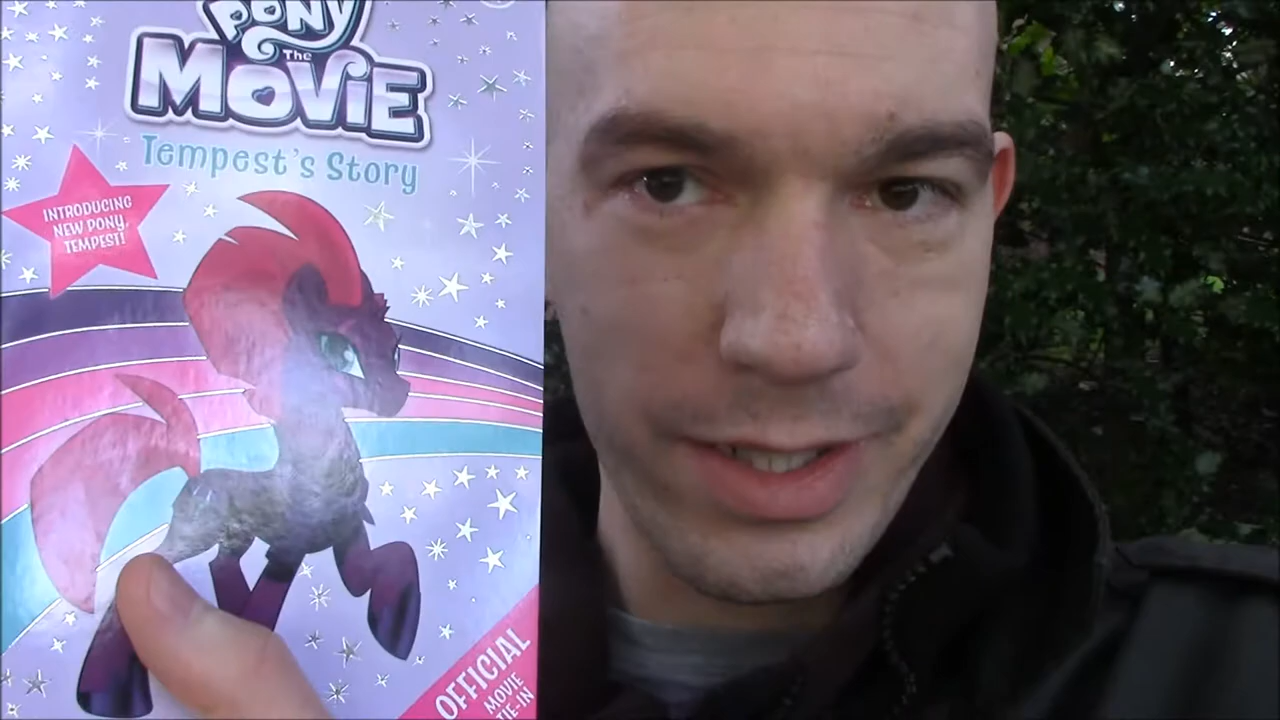 PONY
The
MOVIE
Tempest's Story
INTRODUCING
NEW PONY,
TEMPEST!
OFFICIAL
MOVIE
TIE-IN